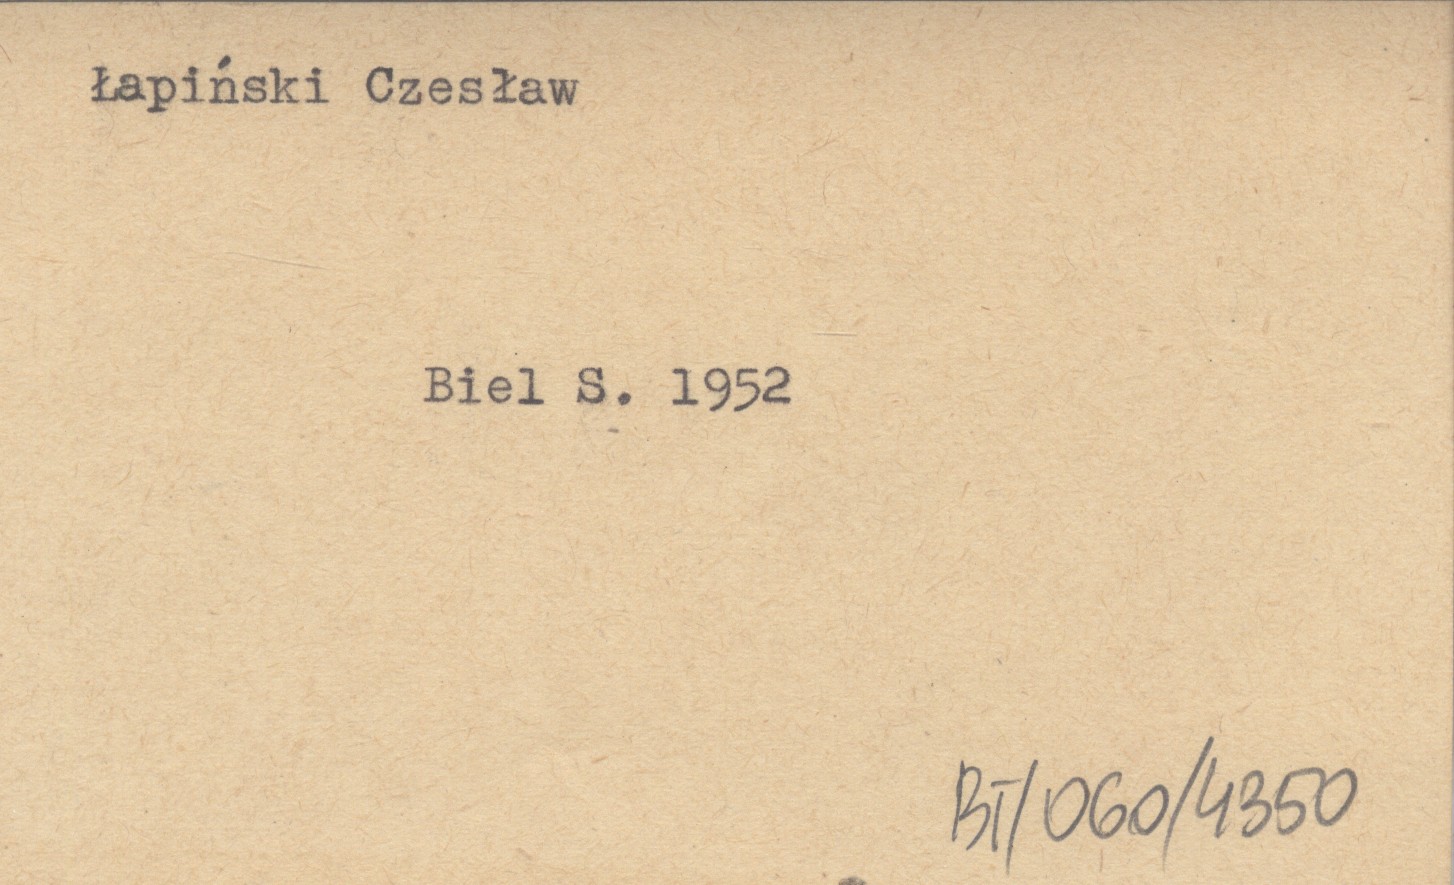 Łapiński Czesław
Biel S. 1952
BI/060/4350